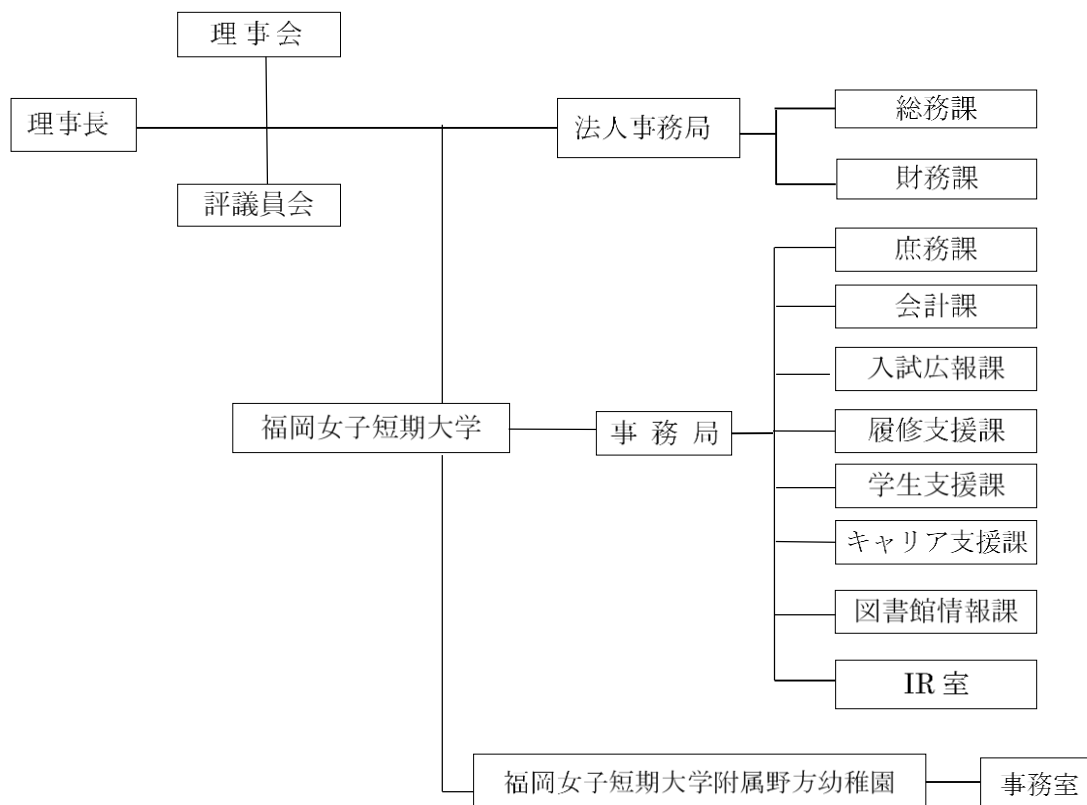 理事会
理事長
法人事務局
総務課
財務課
評議員会
庶務課
会計課
入試広報課
福岡女子短期大学
事務局
履修支援課
学生支援課
キャリア支援課
図書館情報課
IR 室
福岡女子短期大学附属野方幼稚園
事務室